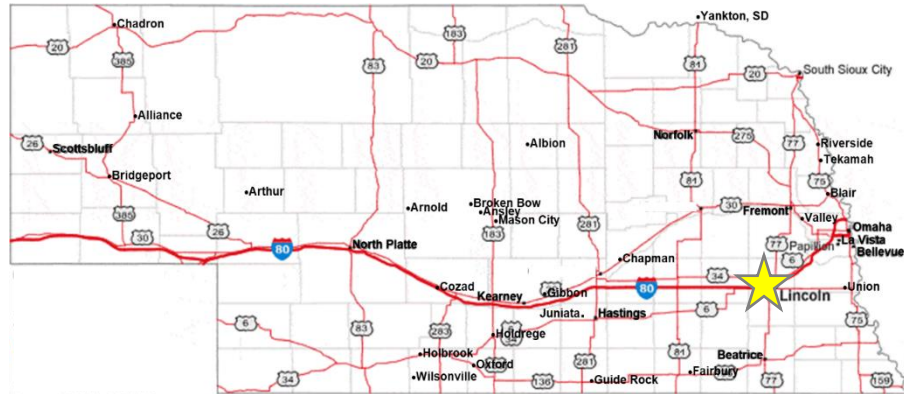 Yankton, SD
Chadron
183
281
20
385
83
81
20
20
South Sioux City
Alliance
Norfolk
275
77
26
Scottsbluff
Albion
Riverside
Tekamah
Bridgeport
81
75
Arthur
Blair
Arnold
Broken Bow
30
Ansley
Fremont
385
Mason City
Valley
26
281
Omaha
30
183
La Vista
North Platte
77
Papillion
Bellevue
80
6
Chapman
34
Cozad
Gibbon
80
Lincoln
Union
Kearney
Juniata
Hastings
6
75
6
83
283
Holdrege
34
Holbrook
281
81
Beatrice
Oxford
Fairbury
34
Wilsonville
136
Guide Rock
77
159